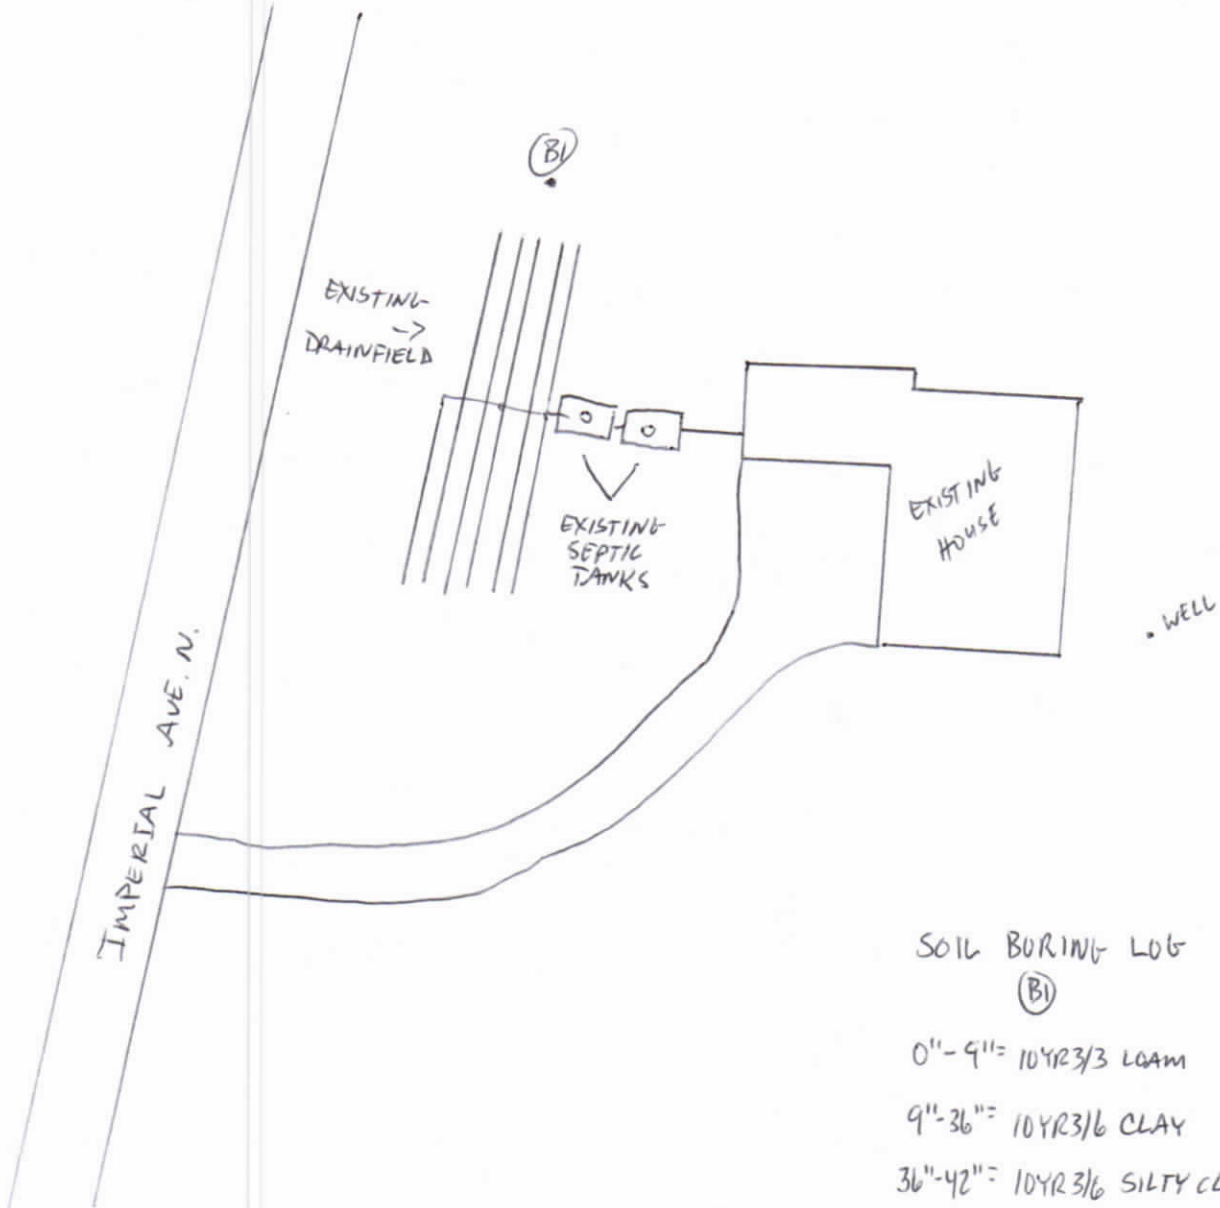 B1
EXISTING
->
DRAINFIELD
EXISTING
SEPTIC
TANKS
EXISTING
HOUSE
WELL
IMPERIAL AVE. N.
SOIL BORING LOG
B1
0"-9"= 10YR3/3 LOAM
9"-36"= 10YR3/6 CLAY
36"-42"= 10YR3/6 SILTY CL